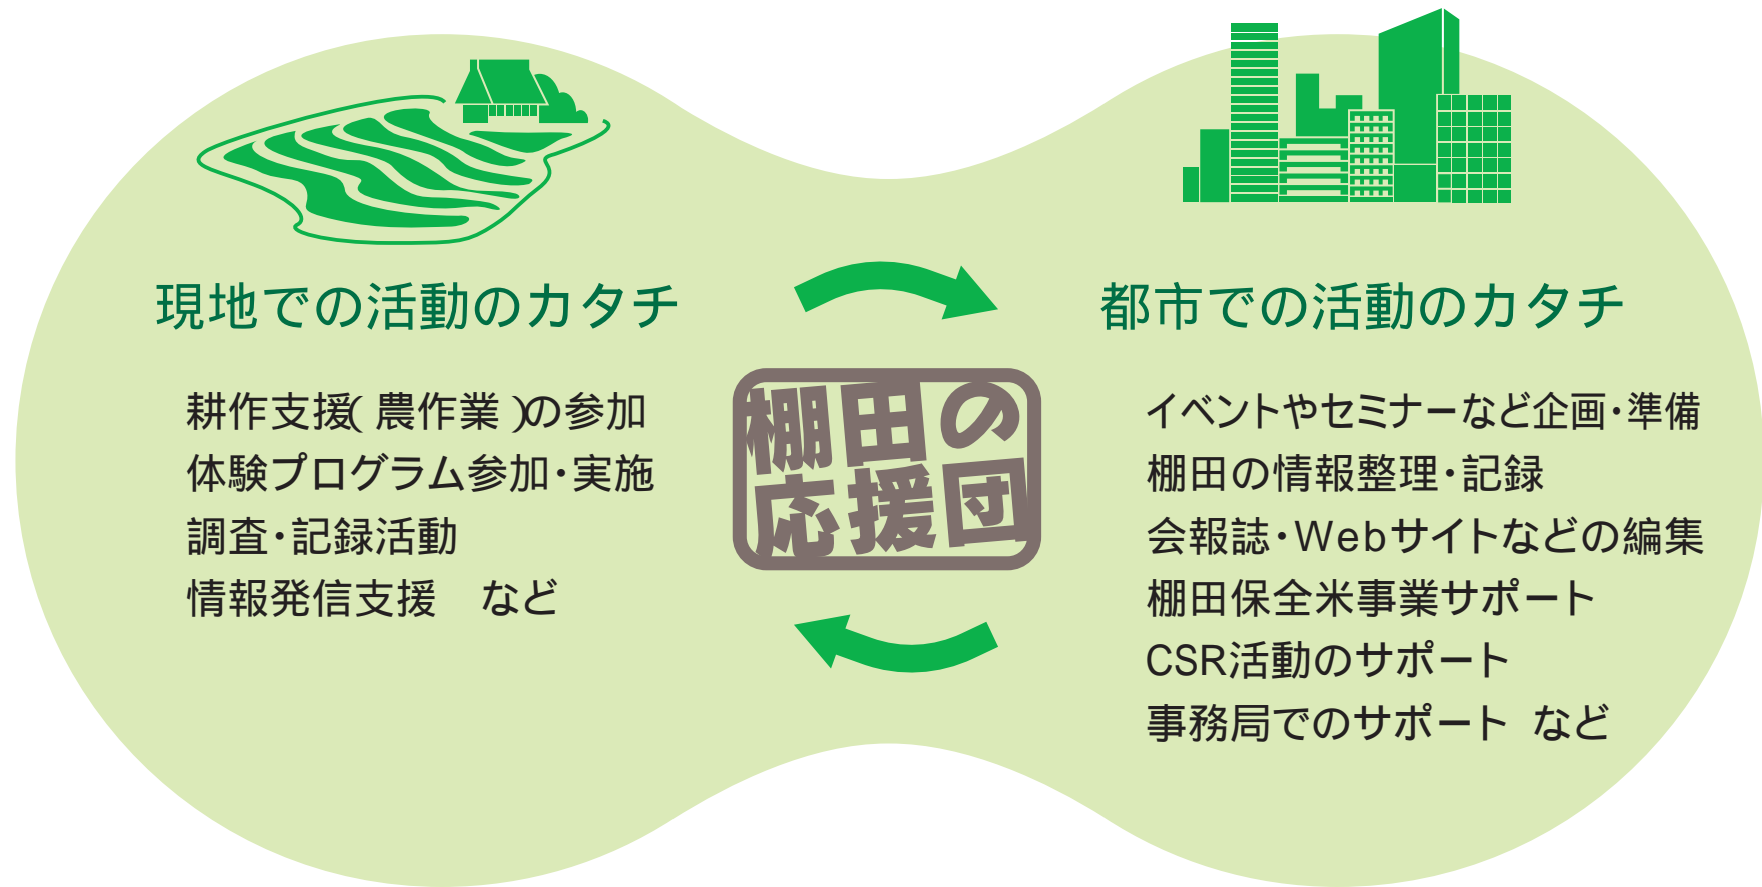 現地での活動のカタチ
耕作支援(農作業)の参加
体験プログラム参加・実施
調査・記録活動
情報発信支援　など
棚田の
応援団
都市での活動のカタチ
イベントやセミナーなど企画・準備
棚田の情報整理・記録
会報誌・Webサイトなどの編集
棚田保全米事業サポート
CSR活動のサポート
事務局でのサポート など